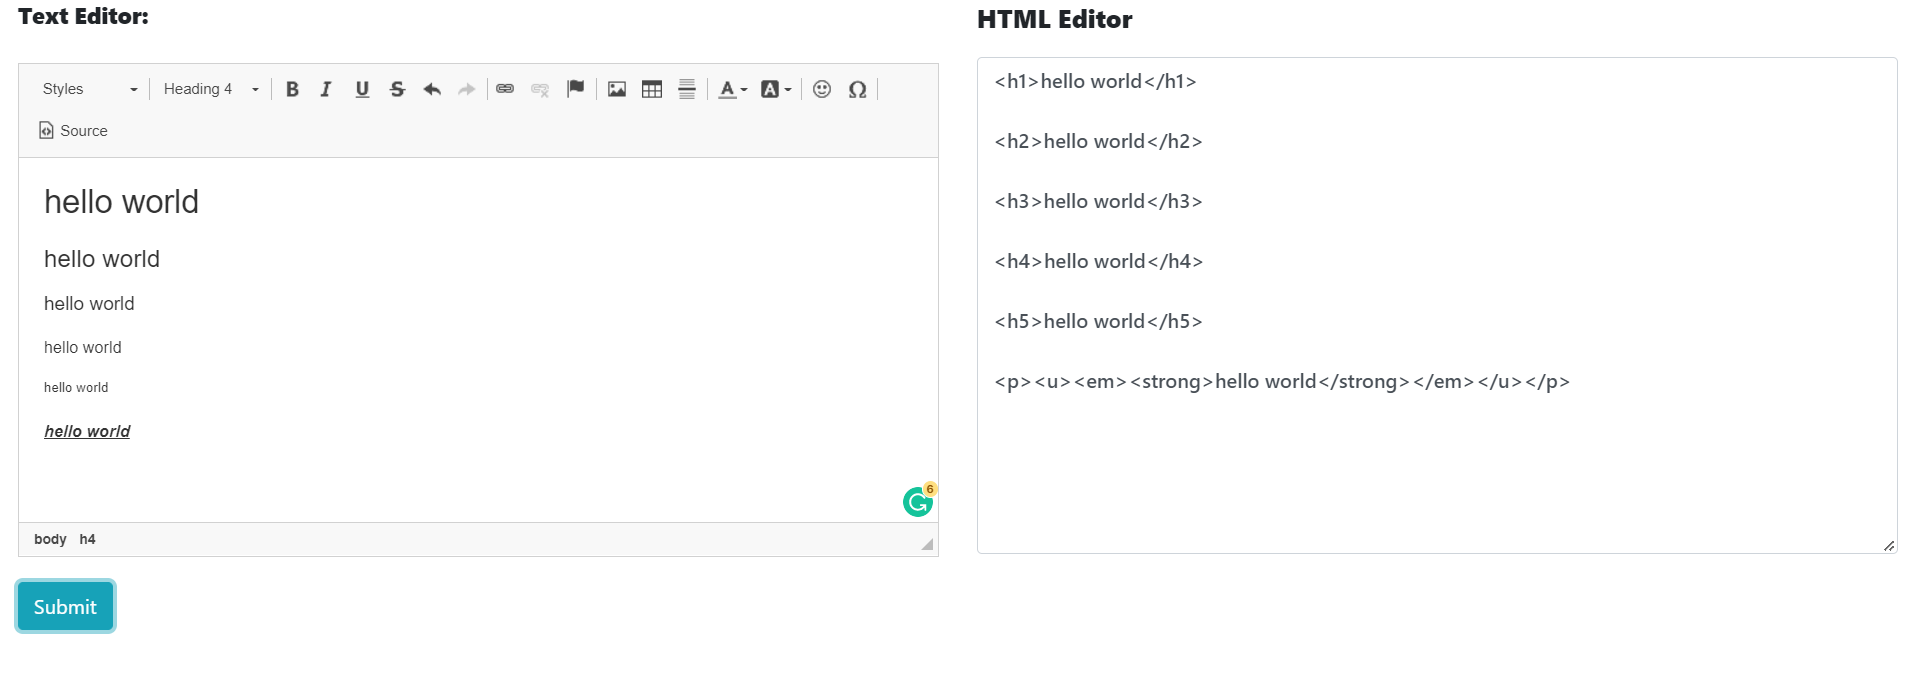 Text Editor:
Styles Heading 4 B I U S A A Ω
Source
hello world
hello world
hello world
hello world
hello world
hello world
6
body h4
Submit
HTML Editor
<h1>hello world</h1>
<h2>hello world</h2>
<h3>hello world</h3>
<h4>hello world</h4>
<h5>hello world</h5>
<p><u><em><strong>hello world</strong></em></u></p>